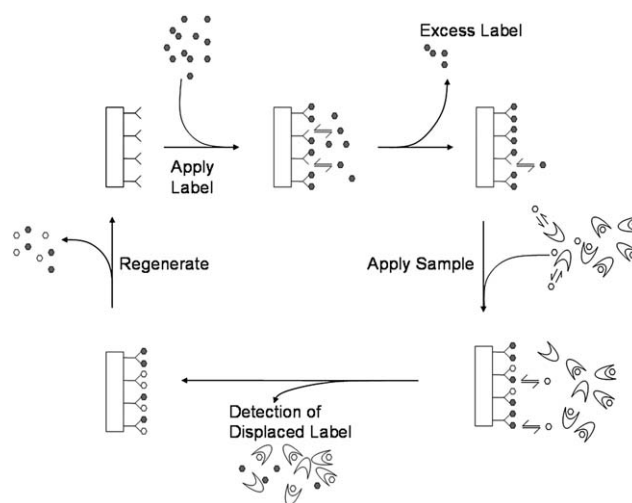 Excess Label
Apply
Label
Regenerate
Apply Sample
Detection of
Displaced Label